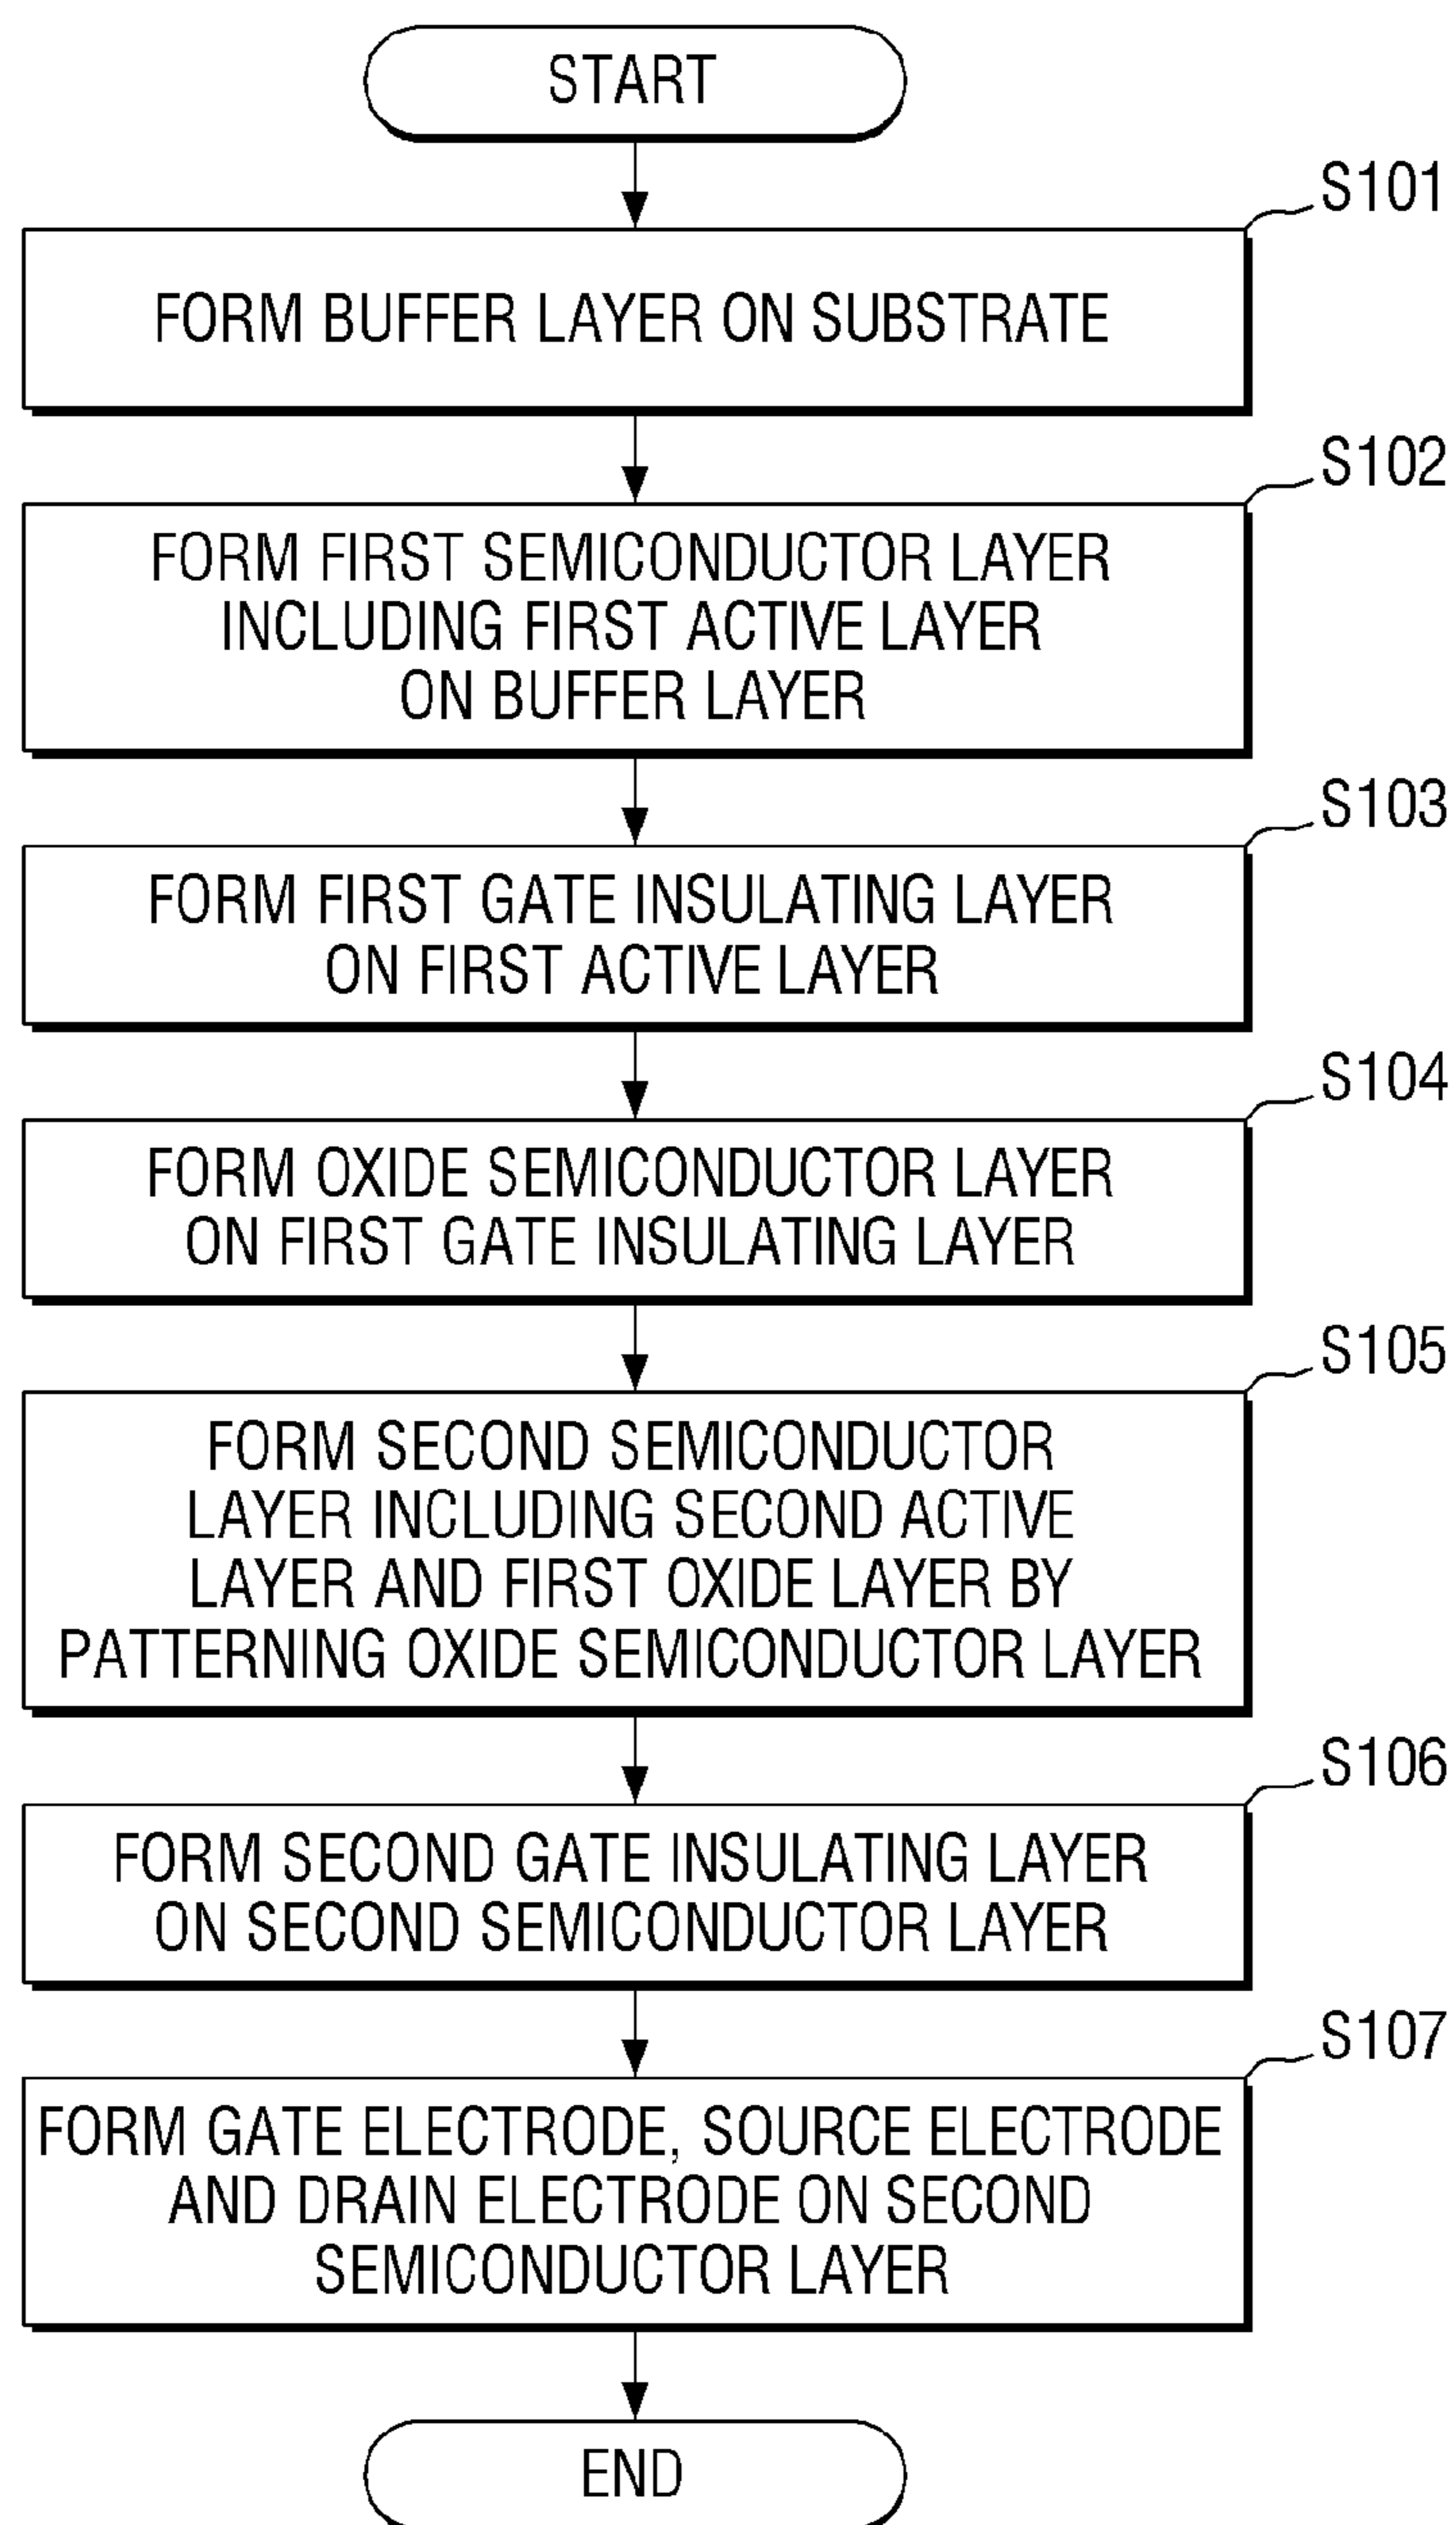 START
S101
FORM BUFFER LAYER ON SUBSTRATE
S102
FORM FIRST SEMICONDUCTOR LAYER
INCLUDING FIRST ACTIVE LAYER
ON BUFFER LAYER
S103
FORM FIRST GATE INSULATING LAYER
ON FIRST ACTIVE LAYER
S104
FORM OXIDE SEMICONDUCTOR LAYER
ON FIRST GATE INSULATING LAYER
S105
FORM SECOND SEMICONDUCTOR
LAYER INCLUDING SECOND ACTIVE
LAYER AND FIRST OXIDE LAYER BY
PATTERNING OXIDE SEMICONDUCTOR LAYER
S106
FORM SECOND GATE INSULATING LAYER
ON SECOND SEMICONDUCTOR LAYER
S107
FORM GATE ELECTRODE, SOURCE ELECTRODE
AND DRAIN ELECTRODE ON SECOND
SEMICONDUCTOR LAYER
END